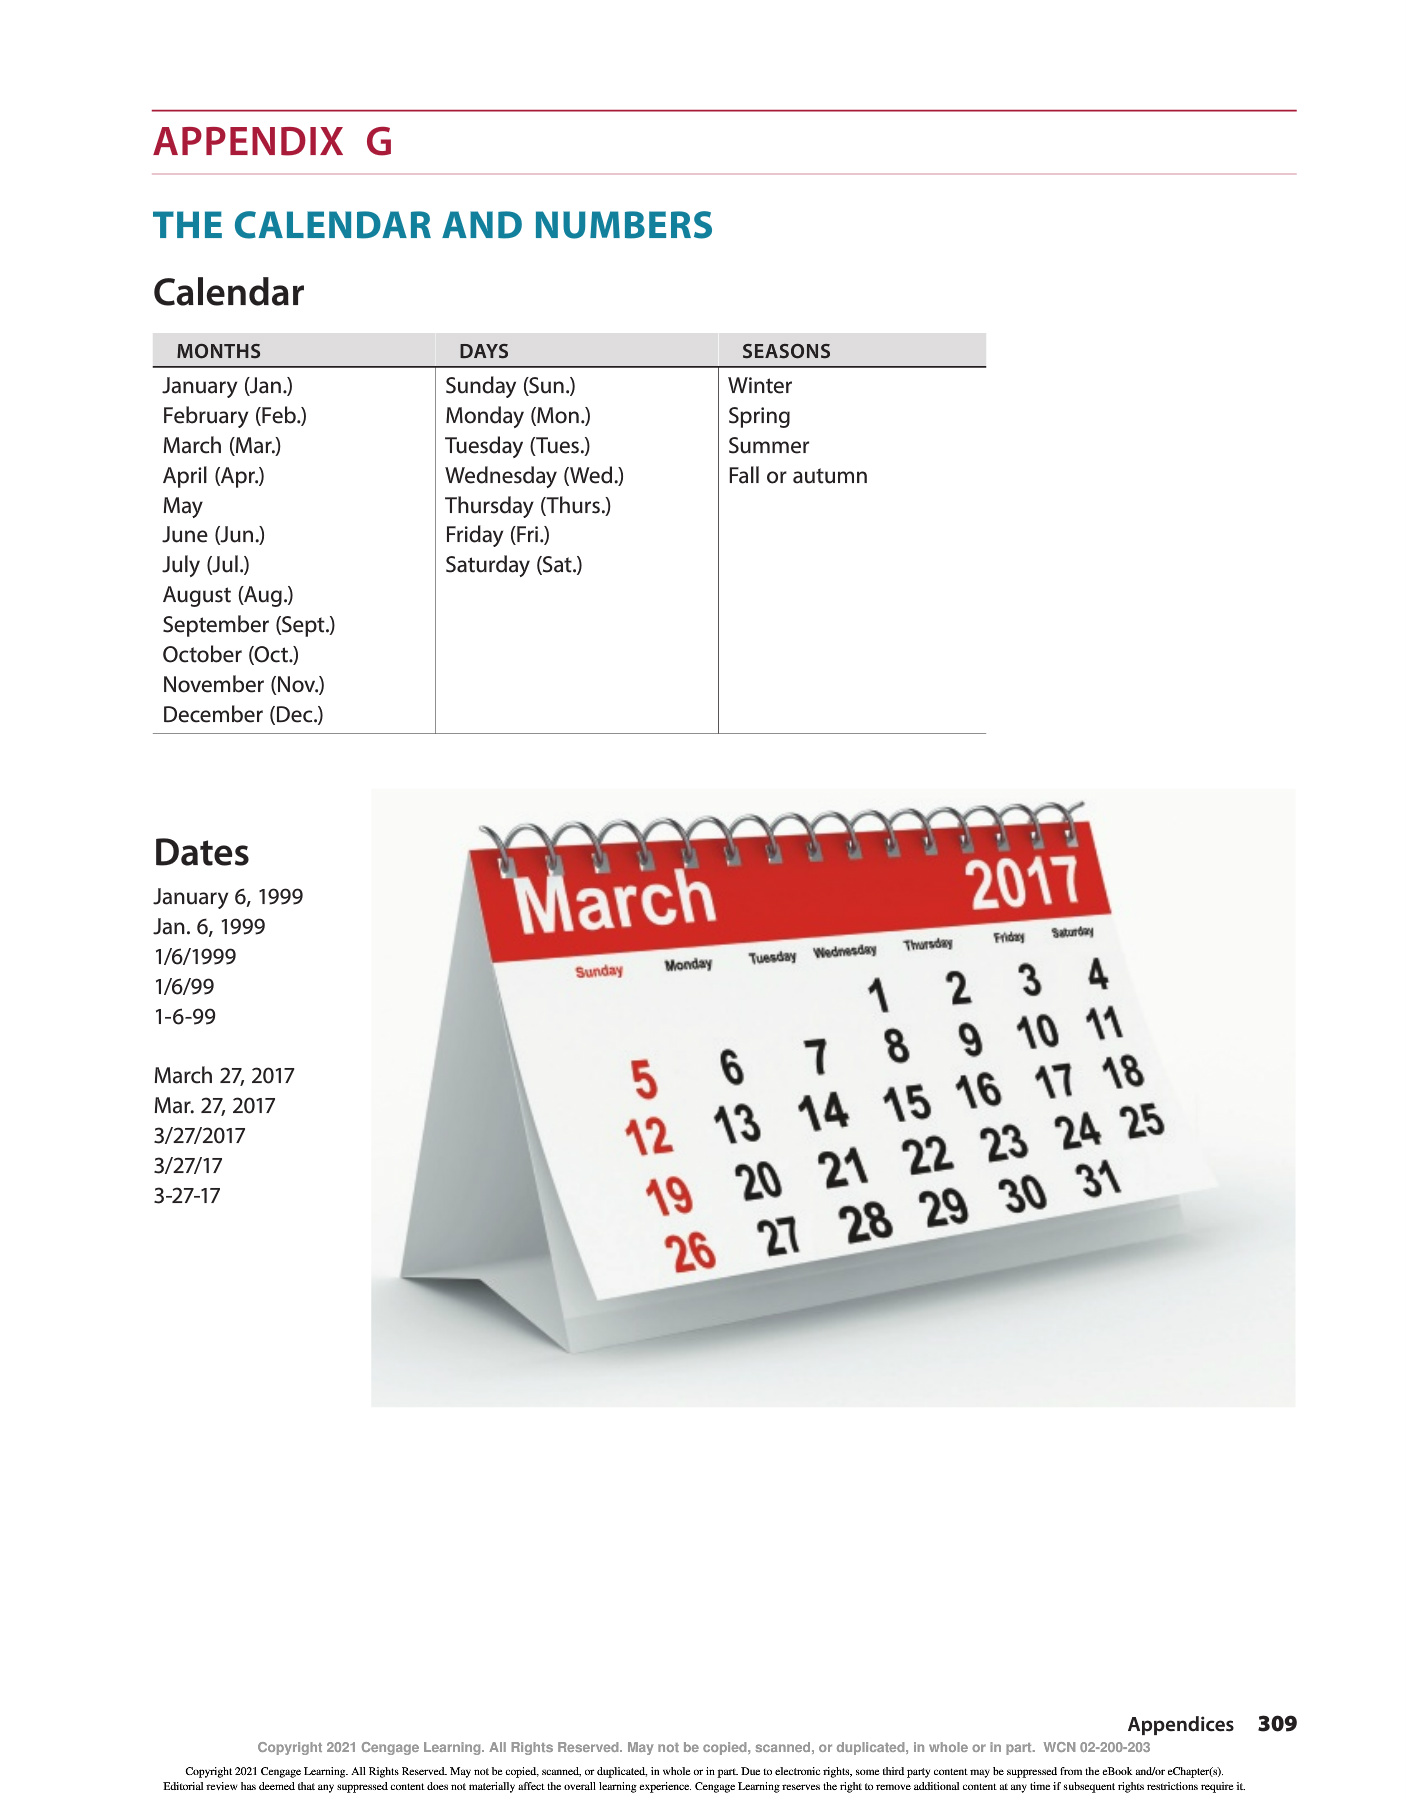 APPENDIX G
THE CALENDAR AND NUMBERS
Calendar
MONTHS DAYS SEASONS
January (Jan.) Sunday (Sun.) Winter
February (Feb.) Monday (Mon.) Spring
March (Mar.) Tuesday (Tues.) Summer
April (Apr.) Wednesday (Wed.) Fall or autumn
May Thursday (Thurs.)
June (Jun.) Friday (Fri.)
July (Jul.) Saturday (Sat.)
August (Aug.)
September (Sept.)
October (Oct.)
November (Nov.)
December (Dec.)
Dates
January 6, 1999
Jan. 6, 1999
1/6/1999
1/6/99
1-6-99
March 27, 2017
Mar. 27, 2017
3/27/2017
3/27/17
3-27-17
March 2017
Sunday Monday Tuesday Wednesday Thursday Friday Saturday
1 2 3 4
5 6 7 8 9 10 11
12 13 14 15 16 17 18
19 20 21 22 23 24 25
26 27 28 29 30 31
Appendices 309
Copyright 2021 Cengage Learning. All Rights Reserved. May not be copied, scanned, or duplicated, in whole or in part. WCN 02-200-203
Copyright 2021 Cengage Learning. All Rights Reserved. May not be copied, scanned, or duplicated, in whole or in part. Due to electronic rights, some third party content may be suppressed from the eBook and/or eChapter(s).
Editorial review has deemed that any suppressed content does not materially affect the overall learning experience. Cengage Learning reserves the right to remove additional content at any time if subsequent rights restrictions require it.